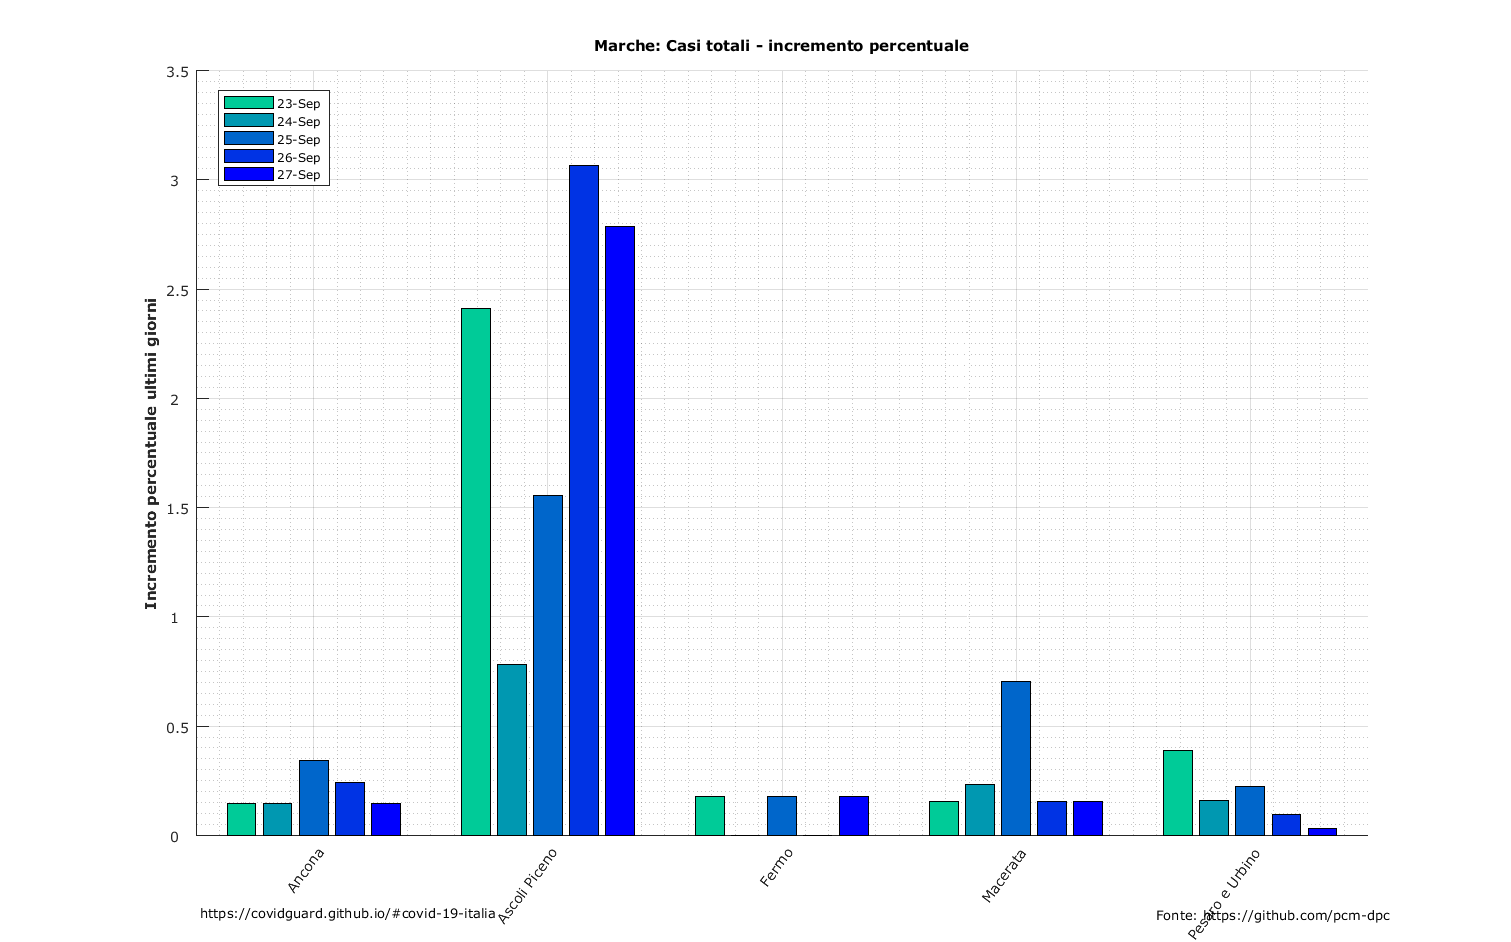 Marche: Casi totali - incremento percentuale
3.5
3
2.5
2
1.5
1
0.5
0
Incremento percentuale ultimi giorni
23-Sep
24-Sep
25-Sep
26-Sep
27-Sep
Ancona
Ascoli Piceno
Fermo
Macerata
Pesaro e Urbino
https://covidguard.github.io/#covid-19-italia
Fonte: https://github.com/pcm-dpc